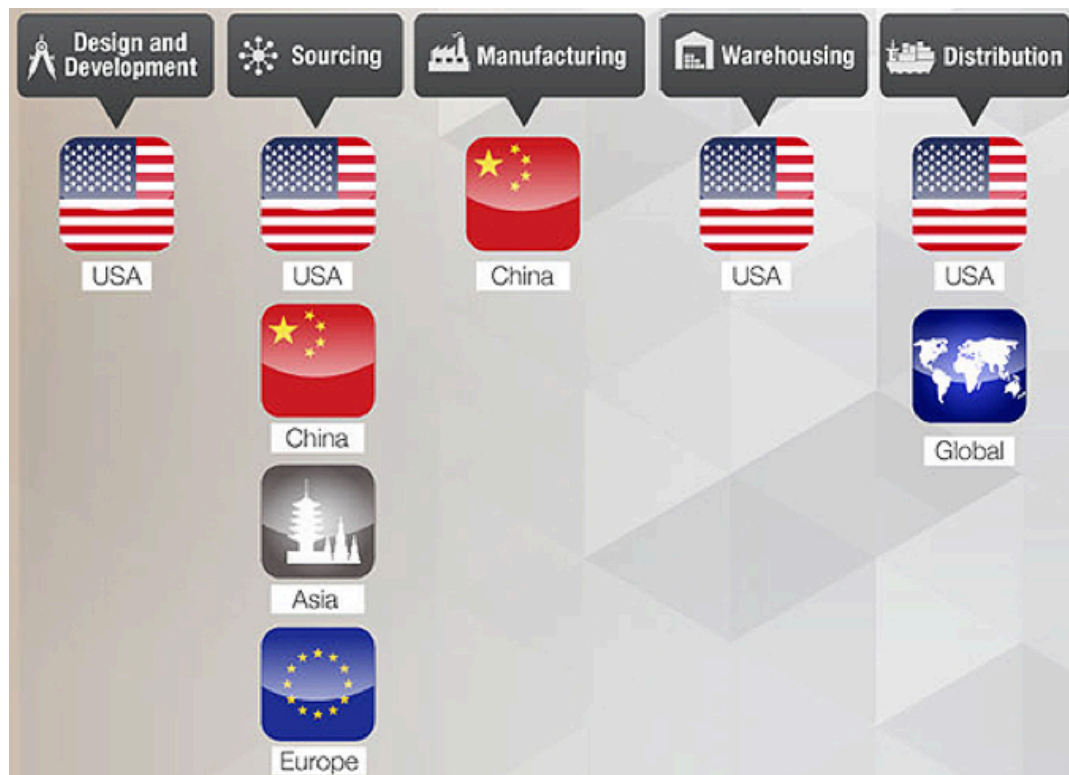 Design and
Development
Sourcing
Manufacturing
Warehousing
Distribution
USA
USA
China
Asia
Europe
China
USA
USA
Global